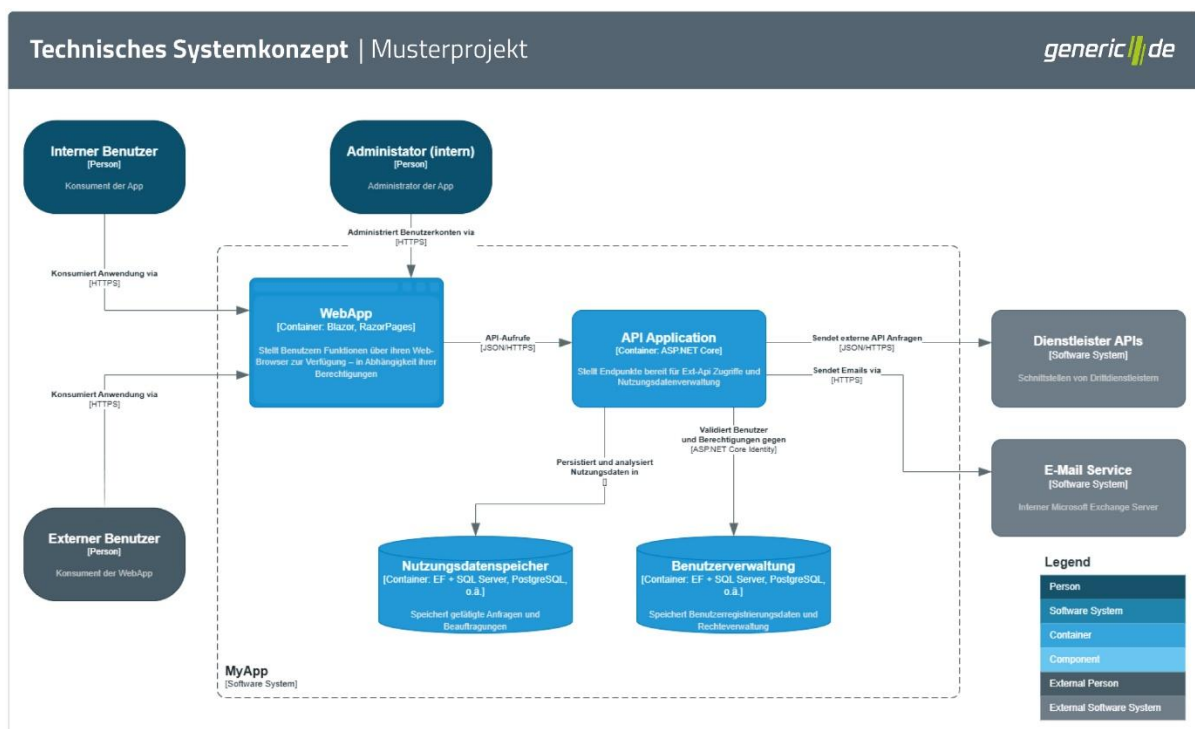 Technisches Systemkonzept | Musterprojekt
generic de
Interner Benutzer
[Person]
Konsument der App
Administator (intern)
[Person]
Administrator der App
Administriert Benutzerkonten via
[HTTPS]
Konsumiert Anwendung via
[HTTPS]
WebApp
[Container: Blazor, RazorPages]
Stellt Benutzern Funktionen über ihren Web-
Browser zur Verfügung – in Abhängigkeit ihrer
Berechtigungen
API-Aufrufe
[JSON/HTTPS]
API Application
[Container: ASP.NET Core]
Stellt Endpunkte bereit für Ext-Api Zugriffe und
Nutzungsdatenverwaltung
Sendet externe API Anfragen
[JSON/HTTPS]
Sendet Emails via
[HTTPS]
Dienstleister APIs
[Software System]
Schnittstellen von Drittdienstleistern
Konsumiert Anwendung via
[HTTPS]
Validiert Benutzer
und Berechtigungen gegen
[ASP.NET Core Identity]
Persistiert und analysiert
Nutzungsdaten in
[]
E-Mail Service
[Software System]
Interner Microsoft Exchange Server
Externer Benutzer
[Person]
Konsument der WebApp
Nutzungsdatenspeicher
[Container: EF + SQL Server, PostgreSQL,
o.ä.]
Speichert getätigte Anfragen und
Beauftragungen
Benutzerverwaltung
[Container: EF + SQL Server, PostgreSQL,
o.ä.]
Speichert Benutzerregistrierungsdaten und
Rechteverwaltung
MyApp
[Software System]
Legend
Person
Software System
Container
Component
External Person
External Software System